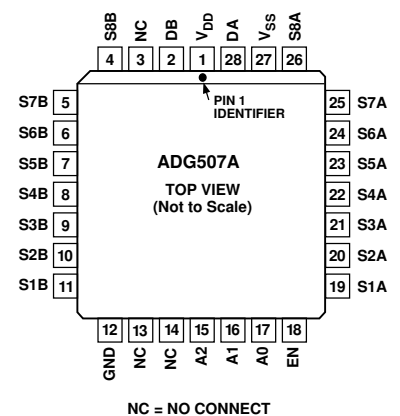 S8B NC DB VDD DA VSS S8A
4 3 2 1 28 27 26
PIN 1
IDENTIFIER
S7B 5 25 S7A
S6B 6 24 S6A
S5B 7 ADG507A 23 S5A
S4B 8 TOP VIEW 22 S4A
(Not to Scale)
S3B 9 21 S3A
S2B 10 20 S2A
S1B 11 19 S1A
12 13 14 15 16 17 18
GND NC NC A2 A1 A0 EN
NC = NO CONNECT